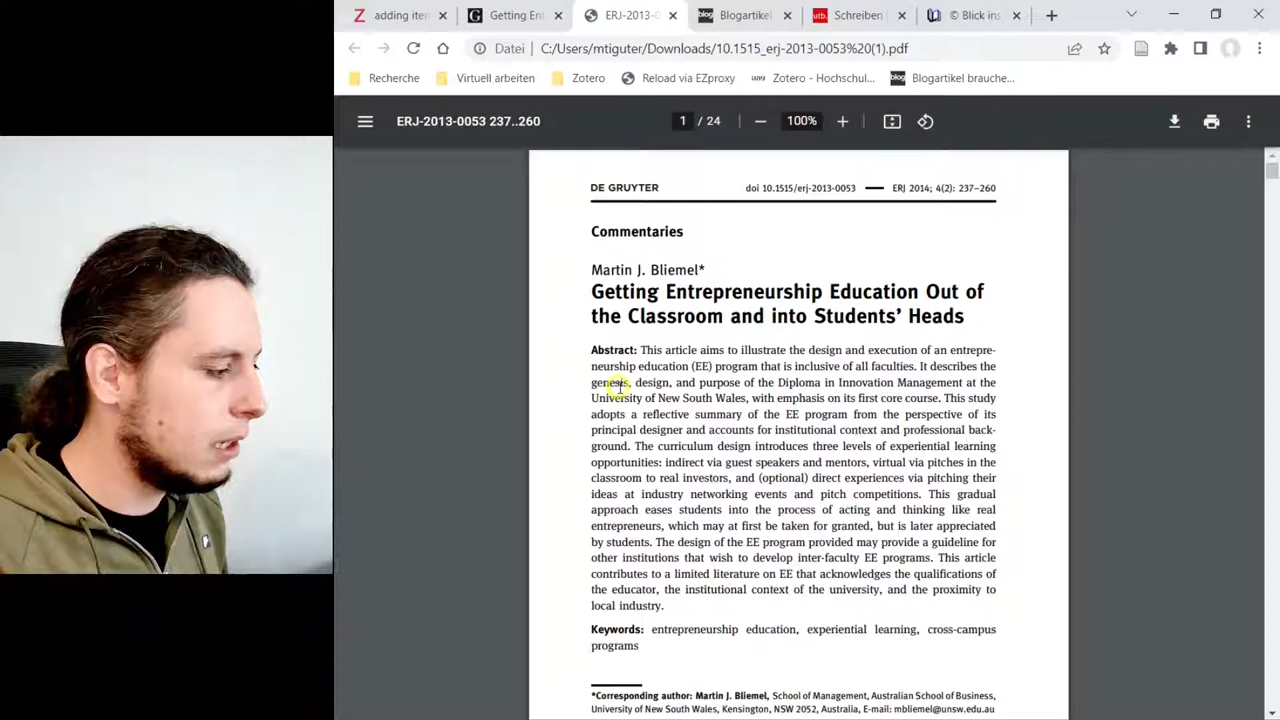 adding iter
Getting En
ERJ-2013-0
Blogartikel
utb. Schreiben
© Blick ins
Datei C:/Users/mtiguter/Downloads/10.1515_erj-2013-0053%20(1).pdf
Recherche Virtuell arbeiten Zotero Reload via EZproxy Zotero - Hochschul... blog Blogartikel brauche...
ERJ-2013-0053 237..260 1 / 24 100%
DE GRUYTER doi 10.1515/erj-2013-0053 — ERJ 2014; 4(2): 237–260
Commentaries
Martin J. Bliemel*
Getting Entrepreneurship Education Out of
the Classroom and into Students’ Heads
Abstract: This article aims to illustrate the design and execution of an entrepre-
neurship education (EE) program that is inclusive of all faculties. It describes the
genesis, design, and purpose of the Diploma in Innovation Management at the
University of New South Wales, with emphasis on its first core course. This study
adopts a reflective summary of the EE program from the perspective of its
principal designer and accounts for institutional context and professional back-
ground. The curriculum design introduces three levels of experiential learning
opportunities: indirect via guest speakers and mentors, virtual via pitches in the
classroom to real investors, and (optional) direct experiences via pitching their
ideas at industry networking events and pitch competitions. This gradual
approach eases students into the process of acting and thinking like real
entrepreneurs, which may at first be taken for granted, but is later appreciated
by students. The design of the EE program provided may provide a guideline for
other institutions that wish to develop inter-faculty EE programs. This article
contributes to a limited literature on EE that acknowledges the qualifications of
the educator, the institutional context of the university, and the proximity to
local industry.
Keywords: entrepreneurship education, experiential learning, cross-campus
programs
*Corresponding author: Martin J. Bliemel, School of Management, Australian School of Business,
University of New South Wales, Kensington, NSW 2052, Australia, E-mail: mbliemel@unsw.edu.au